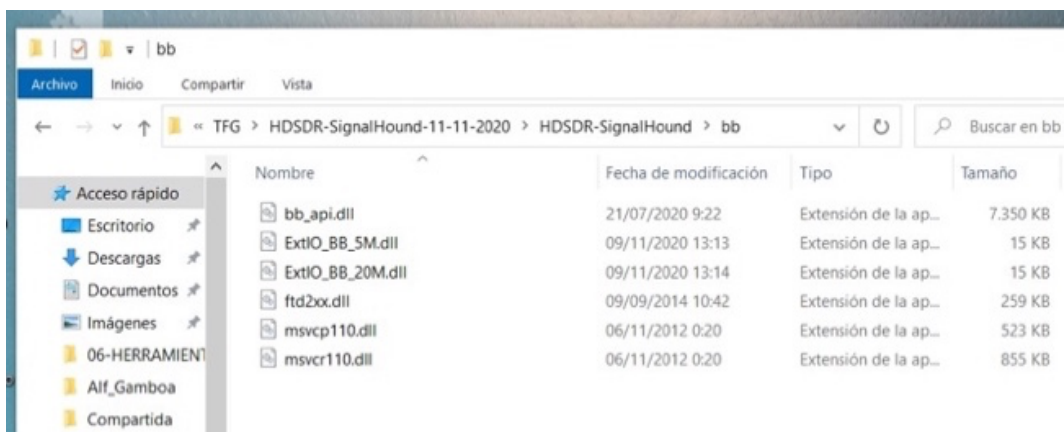 bb
Archivo Inicio Compartir Vista
« TFG > HDSDR-SignalHound-11-11-2020 > HDSDR-SignalHound > bb Buscar en bb
Nombre Fecha de modificación Tipo Tamaño
Acceso rápido
Escritorio
Descargas
Documentos
Imágenes
06-HERRAMIENT
Alf_Gamboa
Compartida
bb_api.dll 21/07/2020 9:22 Extensión de la ap... 7.350 KB
ExtIO_BB_5M.dll 09/11/2020 13:13 Extensión de la ap... 15 KB
ExtIO_BB_20M.dll 09/11/2020 13:14 Extensión de la ap... 15 KB
ftd2xx.dll 09/09/2014 10:42 Extensión de la ap... 259 KB
msvcp110.dll 06/11/2012 0:20 Extensión de la ap... 523 KB
msvcr110.dll 06/11/2012 0:20 Extensión de la ap... 855 KB